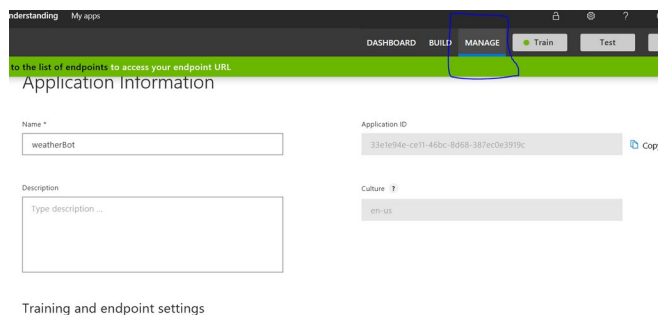 nderstanding My apps
?
DASHBOARD BUILD MANAGE Train Test
to the list of endpoints to access your endpoint URL
Application Information
Name * Application ID
weatherBot 33e1e94e-ce11-46bc-8d68-387ec0e3919c Copy
Description Culture ?
Type description ... en-us
Training and endpoint settings